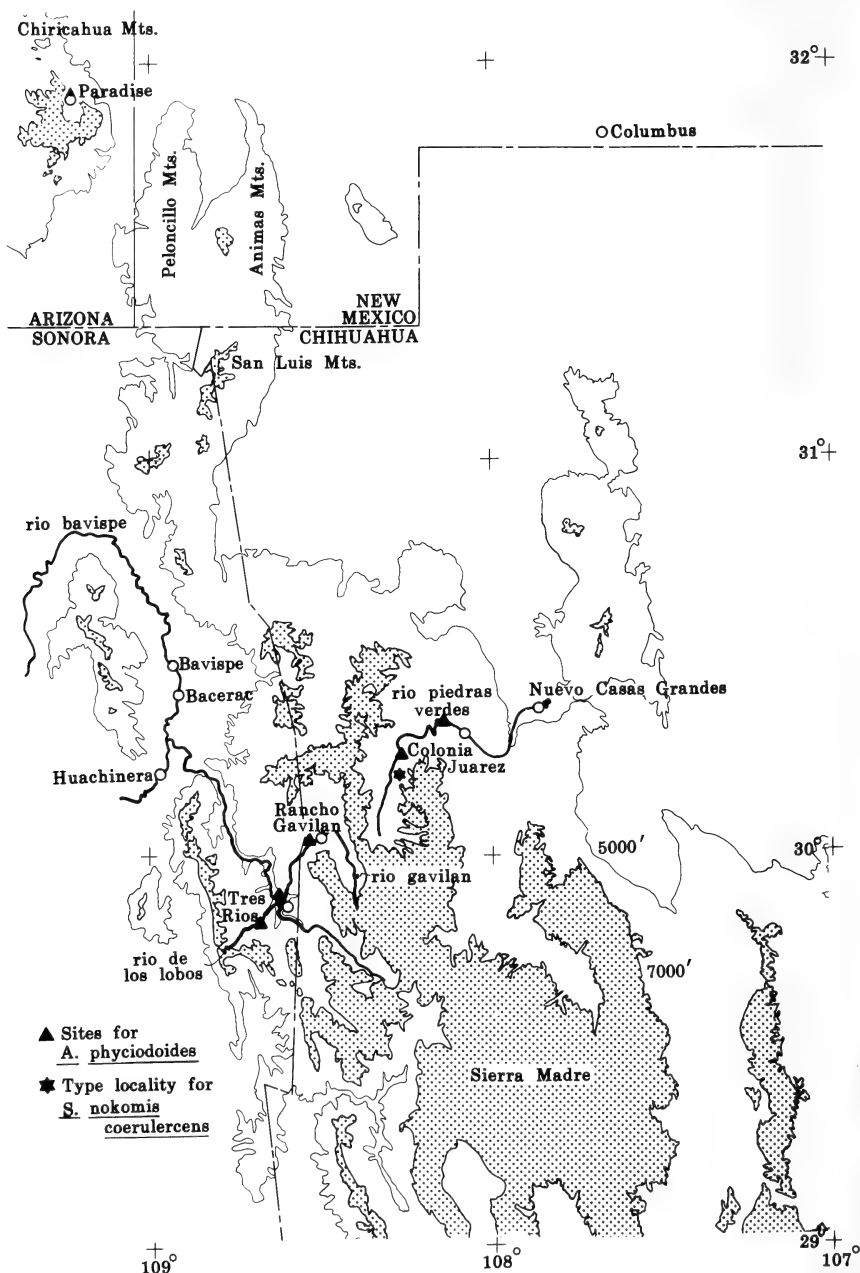 Chiricahua Mts.
32°
Paradise
Columbus
Peloncillo Mts.
Animas Mts.
NEW
MEXICO
ARIZONA
SONORA
CHIHUAHUA
San Luis Mts.
31°
rio bavispe
Bavispe
Bacerac
rio piedras
verdes
Nuevo Casas Grandes
Colonia
Juarez
Huachinera
Rancho
Gavilan
5000'
30°
rio gavilan
Tres
Rios
rio de
los lobos
7000'
Sites for
A. phyciodoides
Sierra Madre
Type locality for
S. nokomis
coerulercens
29°
109°
108°
107°